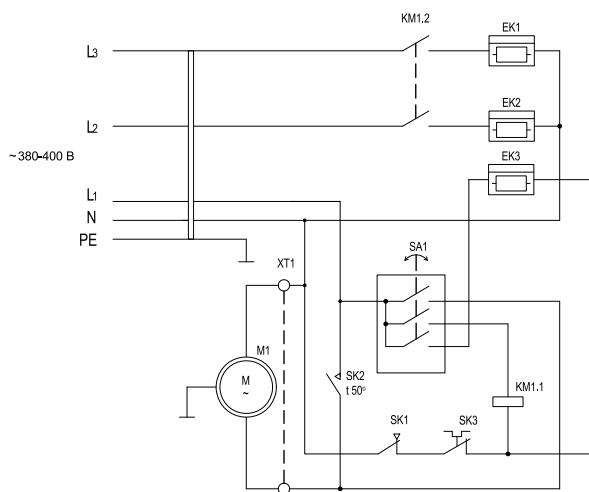 KM1.2
EK1
L3
EK2
L2
EK3
~380-400 В
L1
N
PE
SA1
XT1
M1
M
~
SK2
t 50°
KM1.1
SK1
SK3